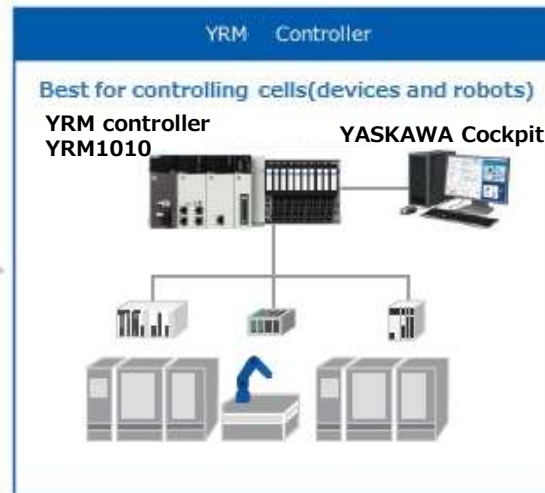 YRM Controller
Best for controlling cells(devices and robots)
YRM controller
YRM1010
YASKAWA Cockpit